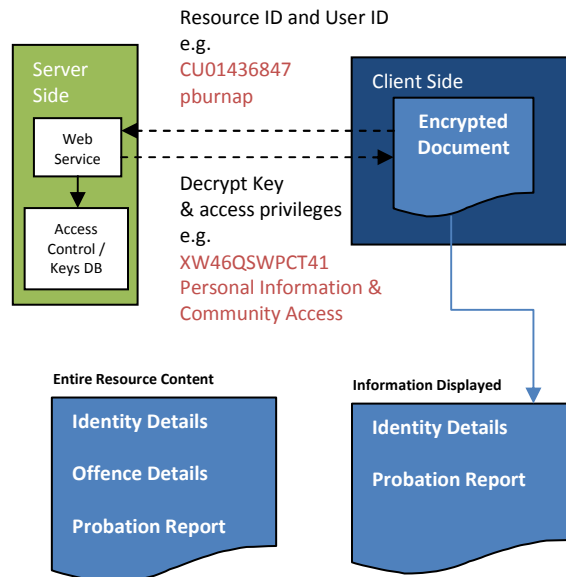 Resource ID and User ID
e.g.
CU01436847
pburnap
Server
Side
Web
Service
Access
Control /
Keys DB
Client Side
Encrypted
Document
Decrypt Key
& access privileges
e.g.
XW46QSWPCT41
Personal Information &
Community Access
Entire Resource Content
Identity Details
Offence Details
Probation Report
Information Displayed
Identity Details
Probation Report